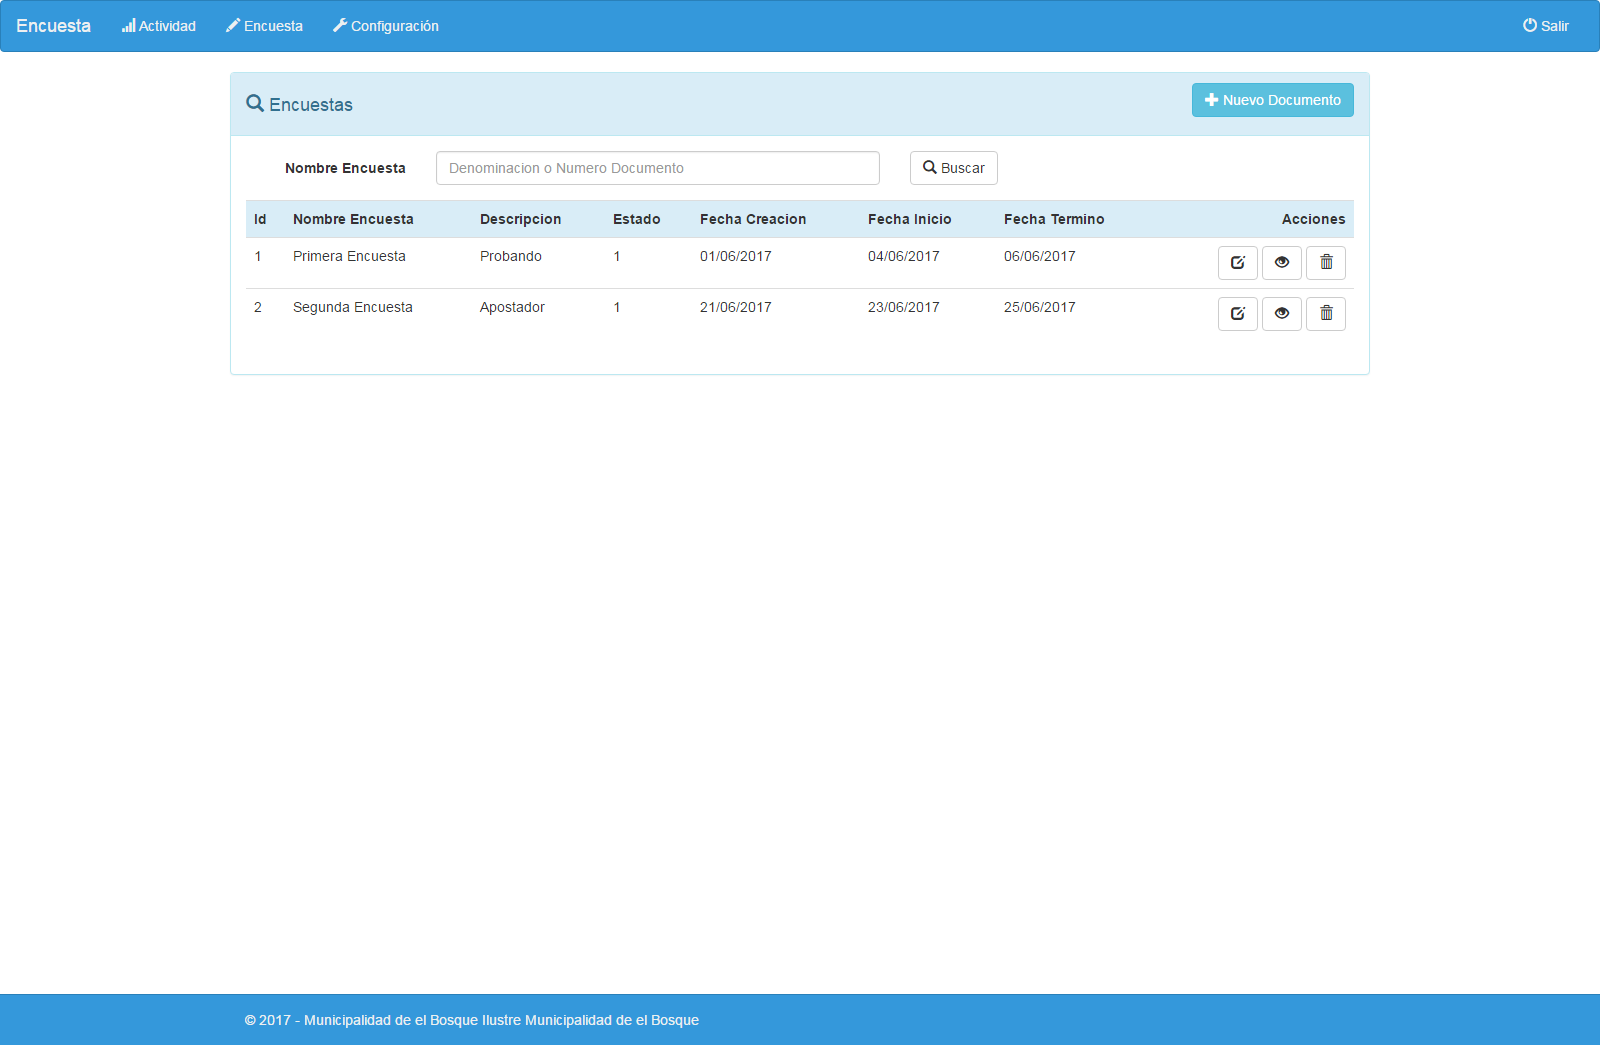 Encuesta Actividad Encuesta Configuración Salir
Encuestas Nuevo Documento
Nombre Encuesta Denominacion o Numero Documento Buscar
Id Nombre Encuesta Descripcion Estado Fecha Creacion Fecha Inicio Fecha Termino Acciones
1 Primera Encuesta Probando 1 01/06/2017 04/06/2017 06/06/2017
2 Segunda Encuesta Apostador 1 21/06/2017 23/06/2017 25/06/2017
© 2017 - Municipalidad de el Bosque Ilustre Municipalidad de el Bosque